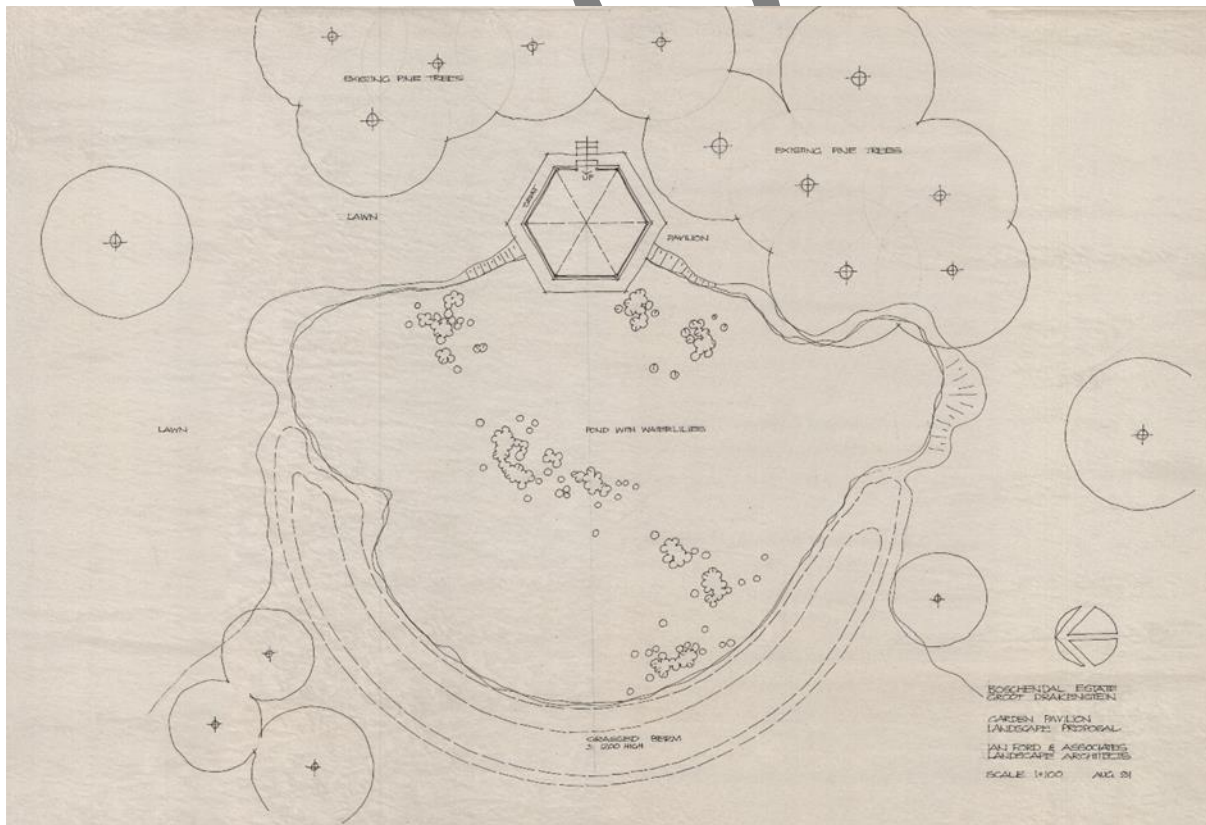 EXISTING PINE TREES
EXISTING PINE TREES
UP
LAWN
PAVILION
LAWN
POND WITH WATERLILIES
GRASSED BERM
BOSCHENDAL ESTATE
GROOT DRAKENSTEIN
GARDEN PAVILION
LANDSCAPE PROPOSAL
IAN FORD & ASSOCIATES
LANDSCAPE ARCHITECTS
SCALE 1:100 AUG 81